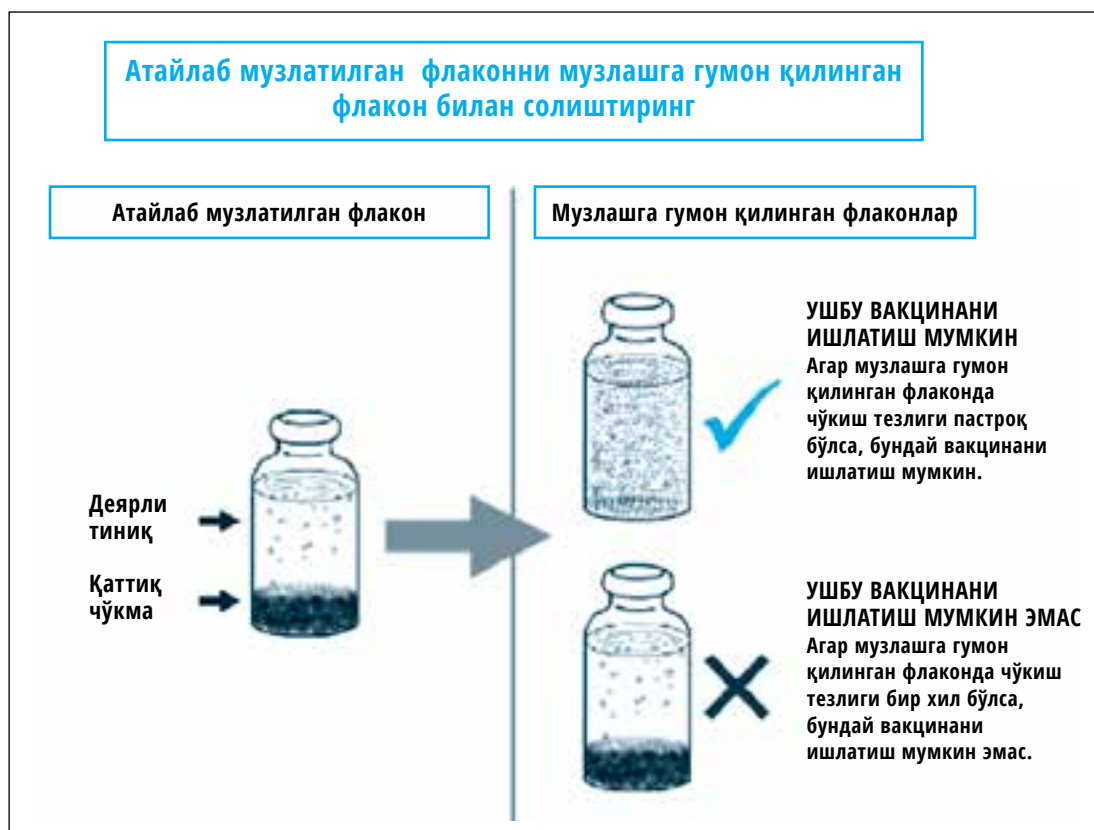 Атайлаб музлатилган флаконни музлашга гумон қилинган
флакон билан солиштиринг
Атайлаб музлатилган флакон
Деярли
тиниқ
Қаттиқ
чўкма
Музлашга гумон қилинган флаконлар
УШБУ ВАКЦИНАНИ
ИШЛАТИШ МУМКИН
Агар музлашга гумон
қилинган флаконда
чўкиш тезлиги пастроқ
бўлса, бундай вакцинани
ишлатиш мумкин.
УШБУ ВАКЦИНАНИ
ИШЛАТИШ МУМКИН ЭМАС
Агар музлашга гумон
қилинган флаконда чўкиш
тезлиги бир хил бўлса,
бундай вакцинани
ишлатиш мумкин эмас.